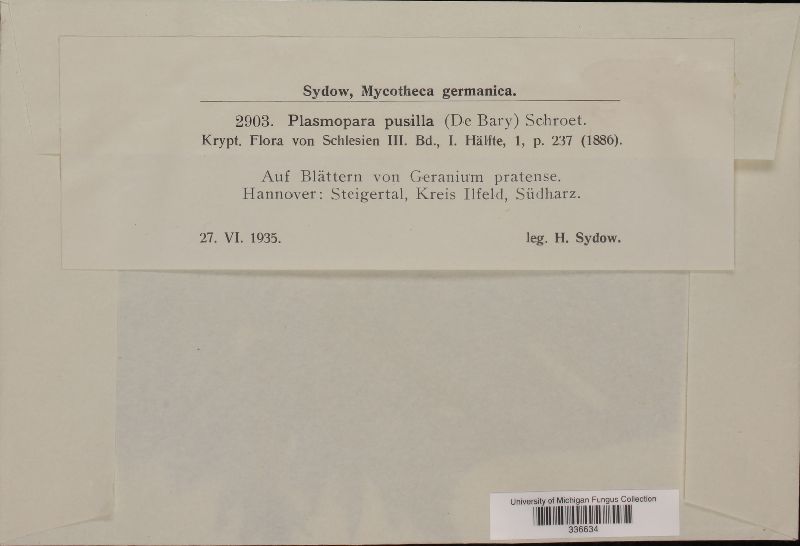 Sydow, Mycotheca germanica.
2903. Plasmopara pusilla (De Bary) Schroet.
Krypt. Flora von Schlesien III. Bd., I. Hälfte, 1, p. 237 (1886).
Auf Blättern von Geranium pratense.
Hannover: Steigertal, Kreis Ilfeld, Südharz.
27. VI. 1935. leg. H. Sydow.
University of Michigan Fungus Collection
336634